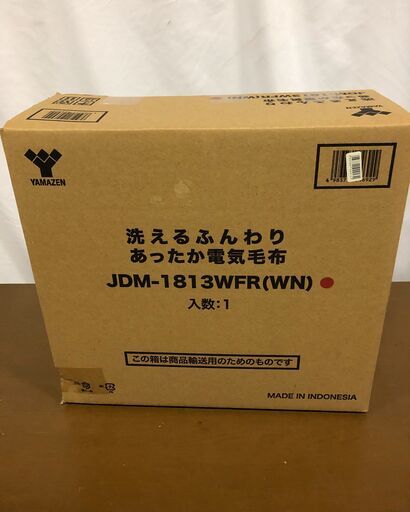 YAMAZEN
洗えるふんわり
あったか電気毛布
JDM-1813WFR(WN)
入数:1
この箱は商品輸送用のためのものです
MADE IN INDONESIA